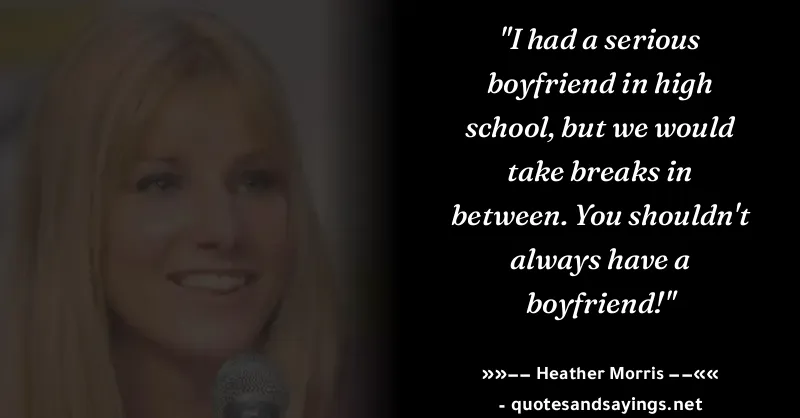 "I had a serious
boyfriend in high
school, but we would
take breaks in
between. You shouldn't
always have a
boyfriend!"
»»–– Heather Morris ––««
- quotesandsayings.net